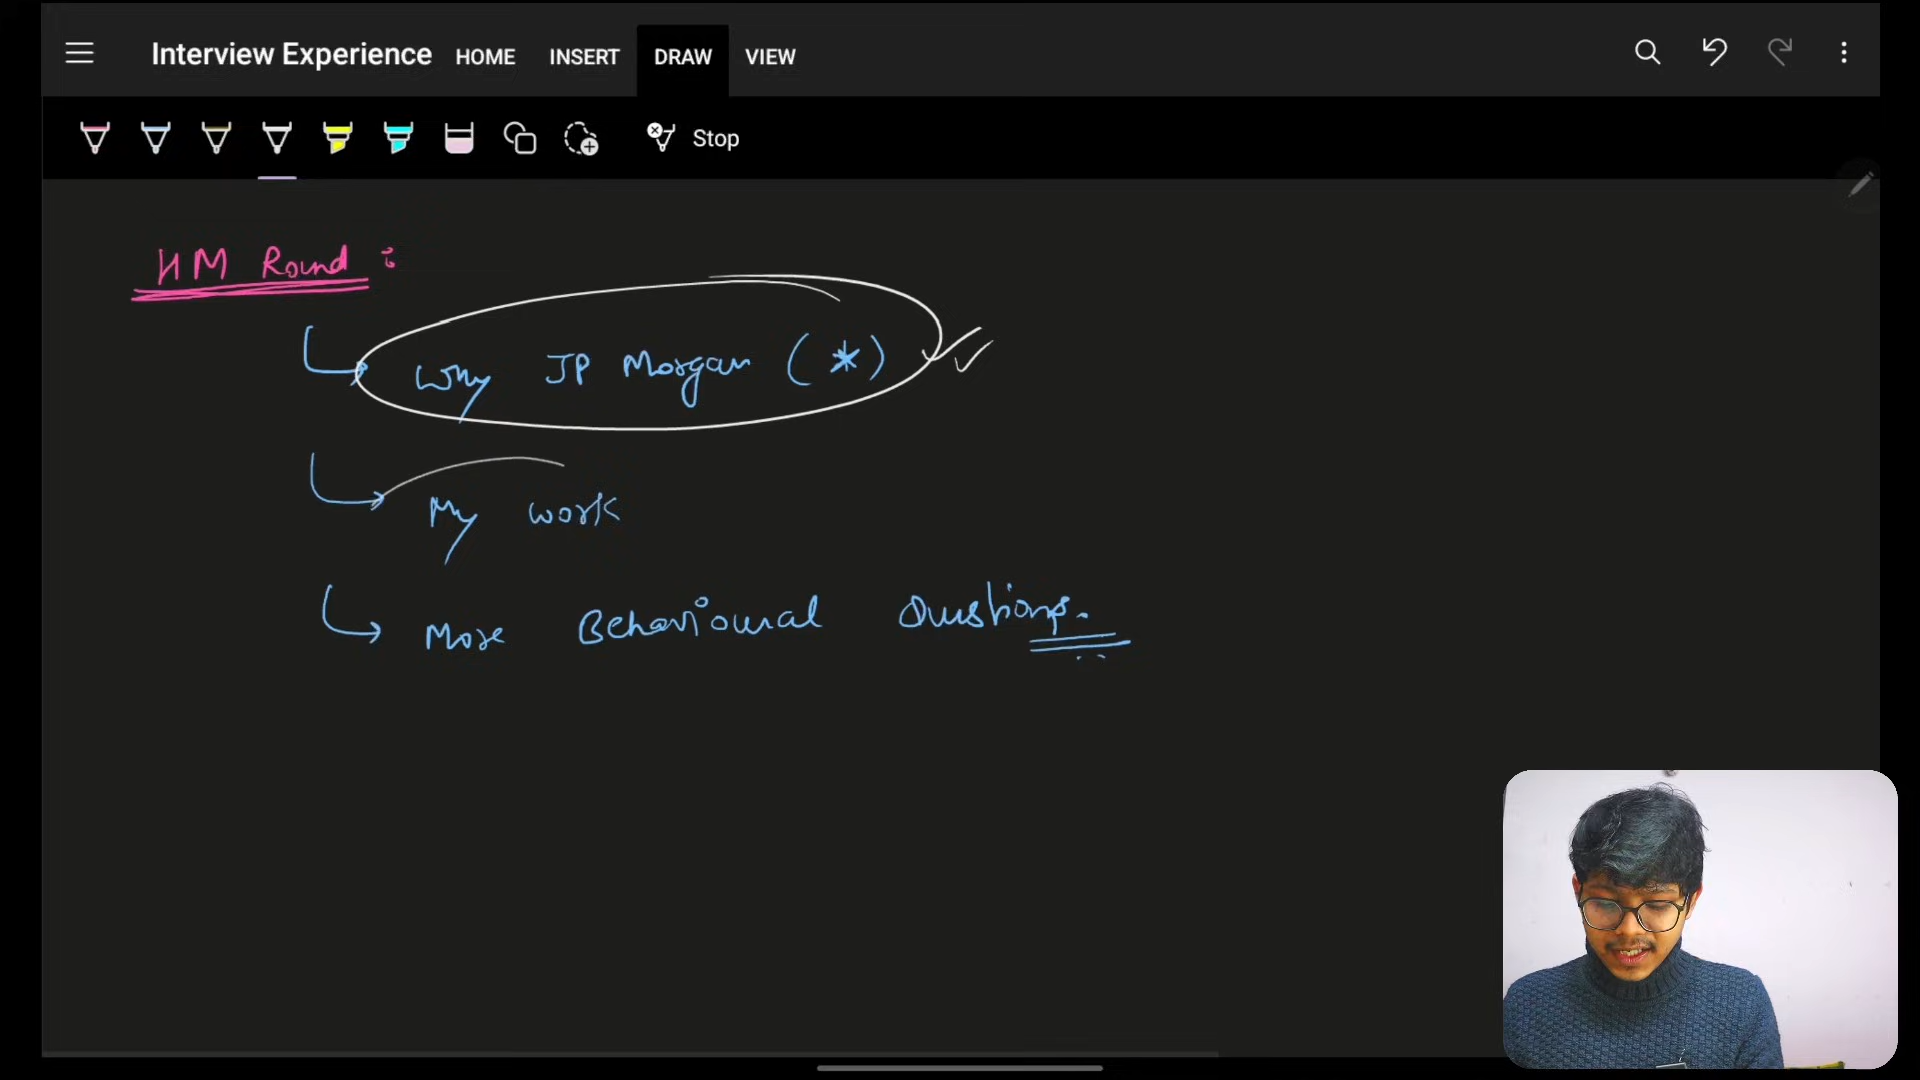 Interview Experience HOME INSERT DRAW VIEW
Stop
HM Round :
Why JP Morgan (*)
My work
More Behavioural Questions.